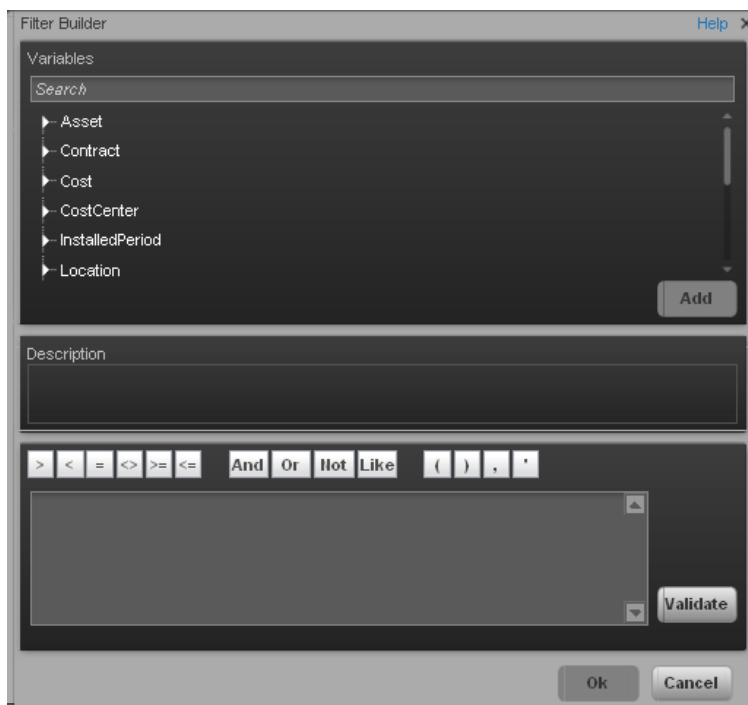 Filter Builder Help ×
Variables
Search
Asset
Contract
Cost
CostCenter
InstalledPeriod
Location
Add
Description
> < = <> >= <= And Or Not Like ( ) , '
Validate
Ok Cancel